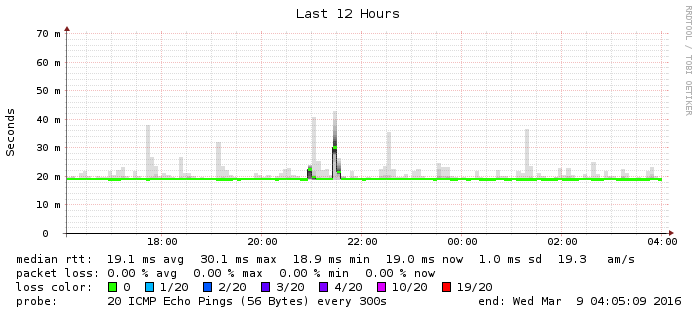 Last 12 Hours
RRDTOOL / TOBI OETIKER
Seconds
70 m
60 m
50 m
40 m
30 m
20 m
10 m
0
18:00 20:00 22:00 00:00 02:00 04:00
median rtt: 19.1 ms avg 30.1 ms max 18.9 ms min 19.0 ms now 1.0 ms sd 19.3 am/s
packet loss: 0.00 % avg 0.00 % max 0.00 % min 0.00 % now
loss color: 0 1/20 2/20 3/20 4/20 10/20 19/20
probe: 20 ICMP Echo Pings (56 Bytes) every 300s end: Wed Mar 9 04:05:09 2016